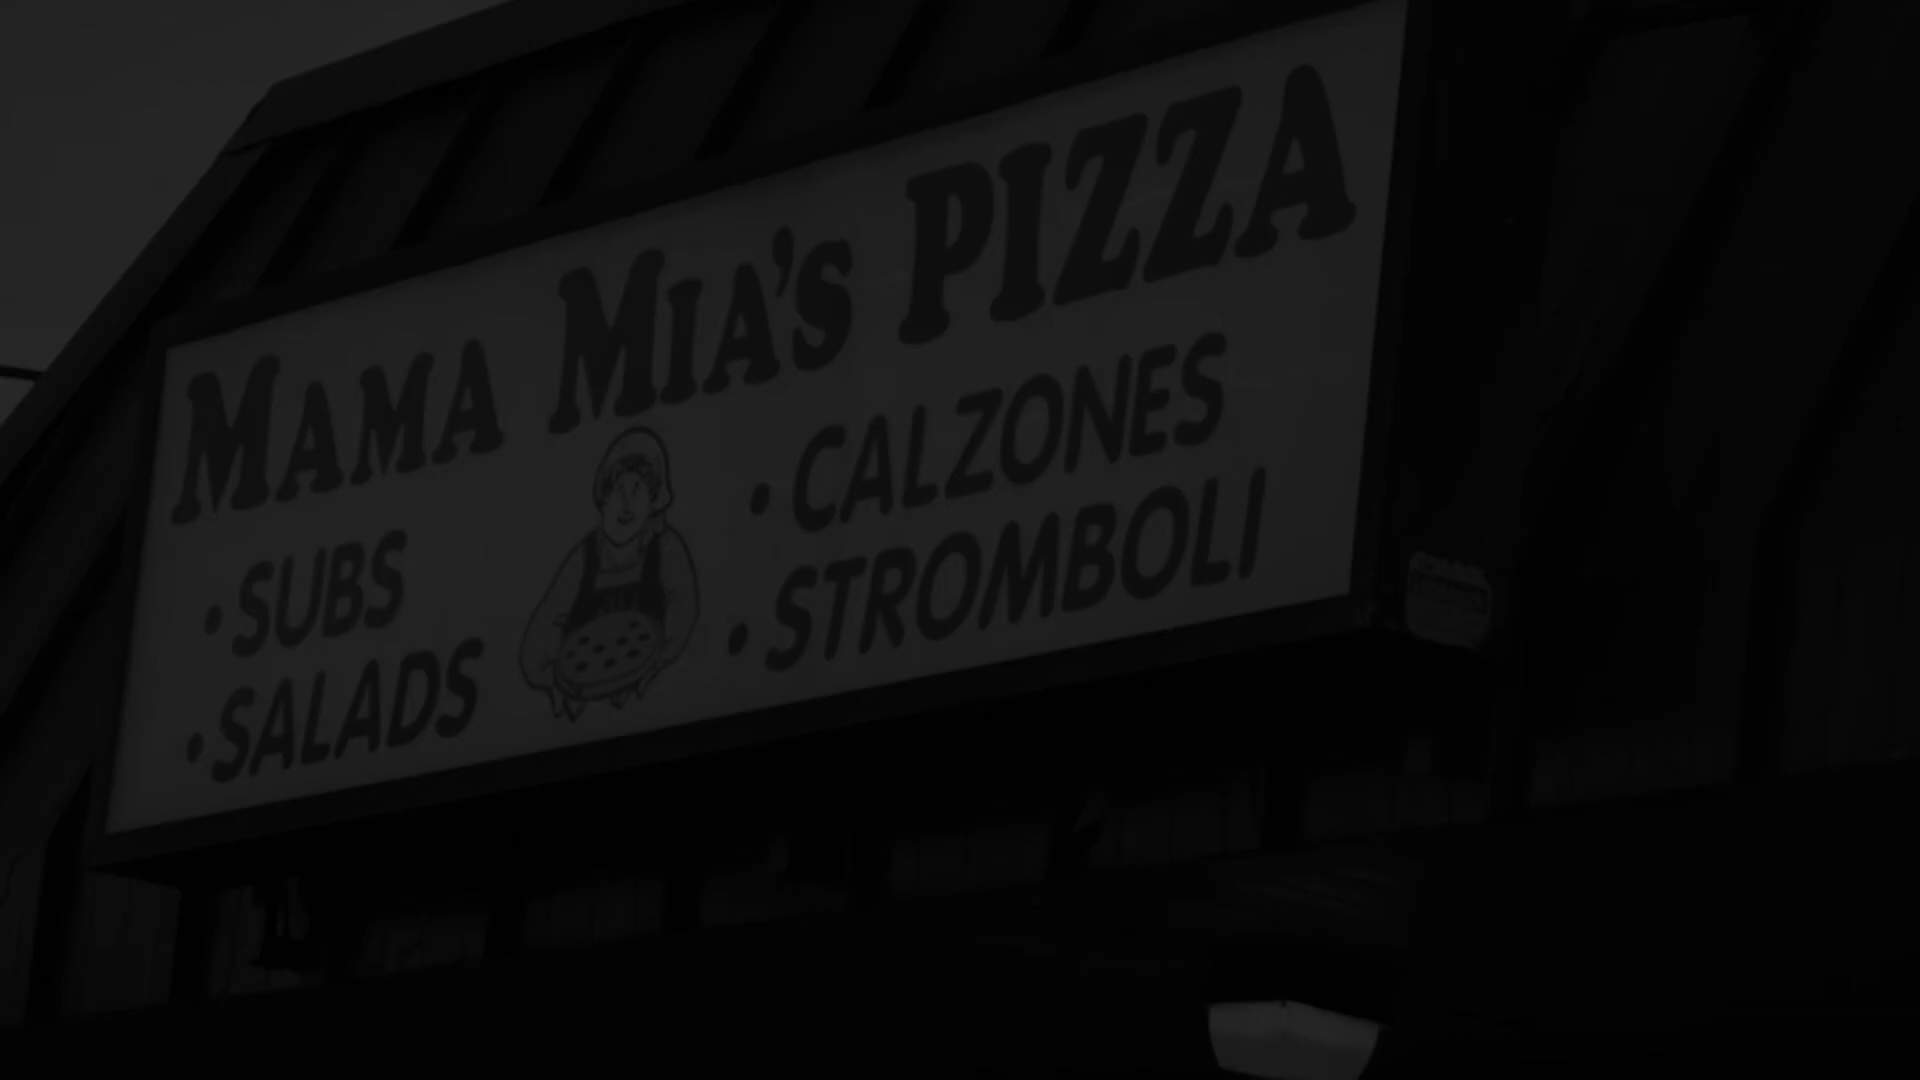 MAMA MIA'S PIZZA
• SUBS
• SALADS
• CALZONES
• STROMBOLI